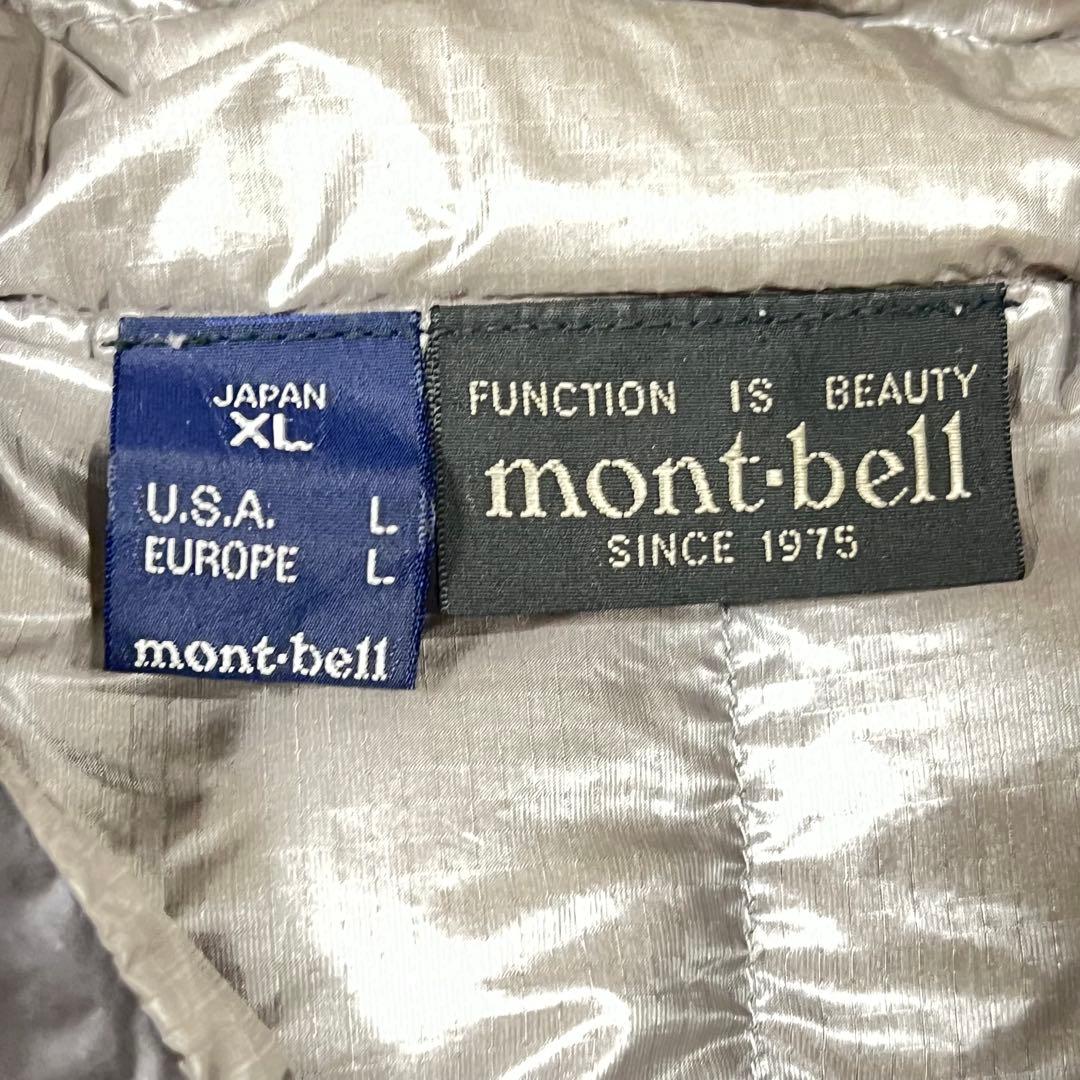 JAPAN
XL
U.S.A. L
EUROPE L
mont·bell
FUNCTION IS BEAUTY
mont·bell
SINCE 1975